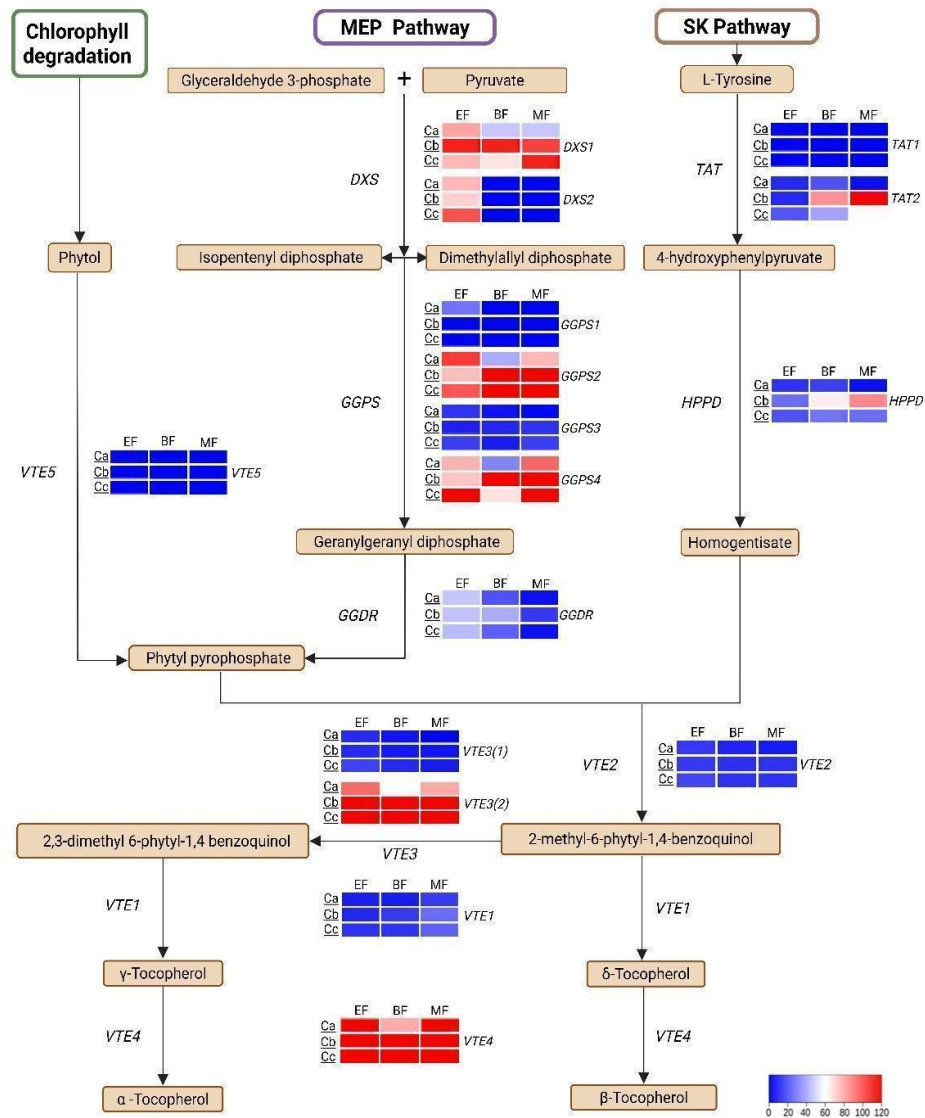 Chlorophyll
degradation
MEP Pathway
SK Pathway
Glyceraldehyde 3-phosphate + Pyruvate
L-Tyrosine
EF BF MF
Ca
Cb DXS1
Cc
Ca
Cb DXS2
Cc
DXS
EF BF MF
Ca
Cb TAT1
Cc
Ca
Cb TAT2
Cc
TAT
Phytol
Isopentenyl diphosphate
Dimethylallyl diphosphate
4-hydroxyphenylpyruvate
EF BF MF
Ca
Cb GGPS1
Cc
Ca
Cb GGPS2
Cc
Ca
Cb GGPS3
Cc
Ca
Cb GGPS4
Cc
GGPS
EF BF MF
Ca
Cb HPPD
Cc
HPPD
VTE5
EF BF MF
Ca
Cb VTE5
Cc
Geranylgeranyl diphosphate
Homogentisate
GGDR
EF BF MF
Ca
Cb GGDR
Cc
Phytyl pyrophosphate
EF BF MF
Ca
Cb VTE3(1)
Cc
Ca
Cb VTE3(2)
Cc
VTE2
EF BF MF
Ca
Cb VTE2
Cc
2,3-dimethyl 6-phytyl-1,4 benzoquinol
VTE3
2-methyl-6-phytyl-1,4-benzoquinol
VTE1
EF BF MF
Ca
Cb VTE1
Cc
VTE1
γ-Tocopherol
δ-Tocopherol
VTE4
EF BF MF
Ca
Cb VTE4
Cc
VTE4
α -Tocopherol
β-Tocopherol
0 20 40 60 80 100 120